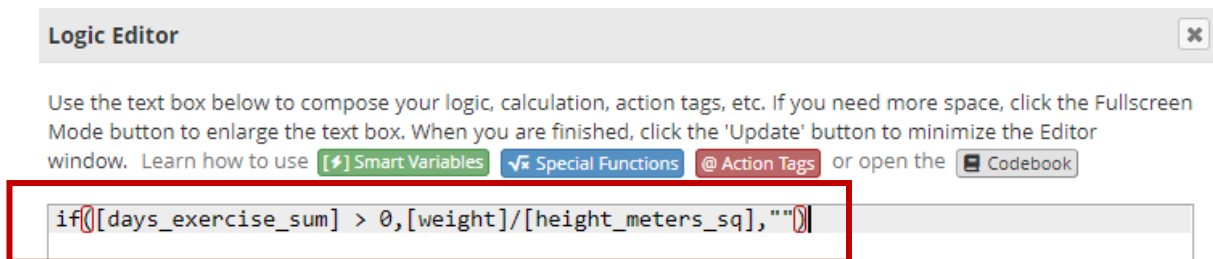 Logic Editor
Use the text box below to compose your logic, calculation, action tags, etc. If you need more space, click the Fullscreen
Mode button to enlarge the text box. When you are finished, click the 'Update' button to minimize the Editor
window. Learn how to use [⚡] Smart Variables √x Special Functions @ Action Tags or open the Codebook
if([days_exercise_sum] > 0,[weight]/[height_meters_sq],"")